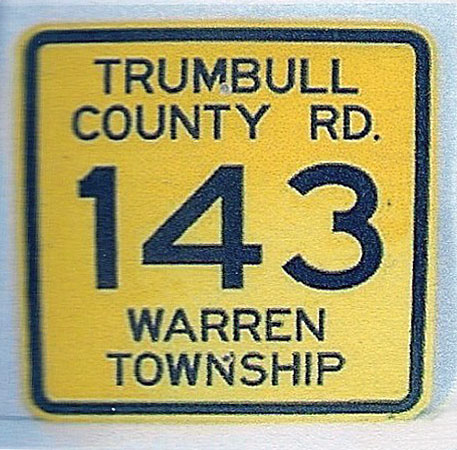 TRUMBULL
COUNTY RD.
143
WARREN
TOWNSHIP